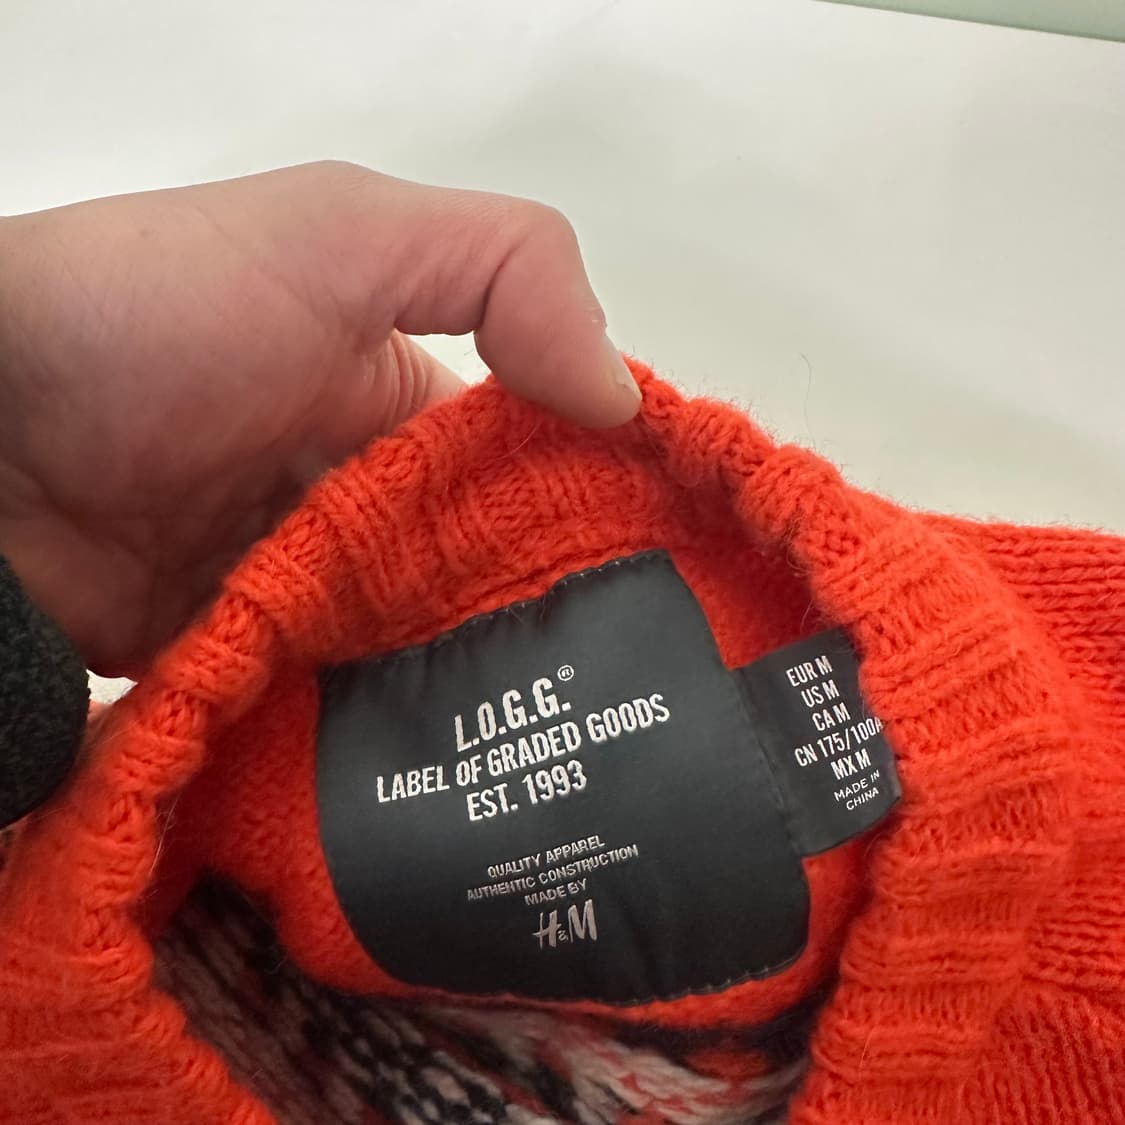 L.O.G.G.®
LABEL OF GRADED GOODS
EST. 1993
QUALITY APPAREL
AUTHENTIC CONSTRUCTION
MADE BY
H&M
EUR M
US M
CA M
CN 175/100A
MX M
MADE IN
CHINA